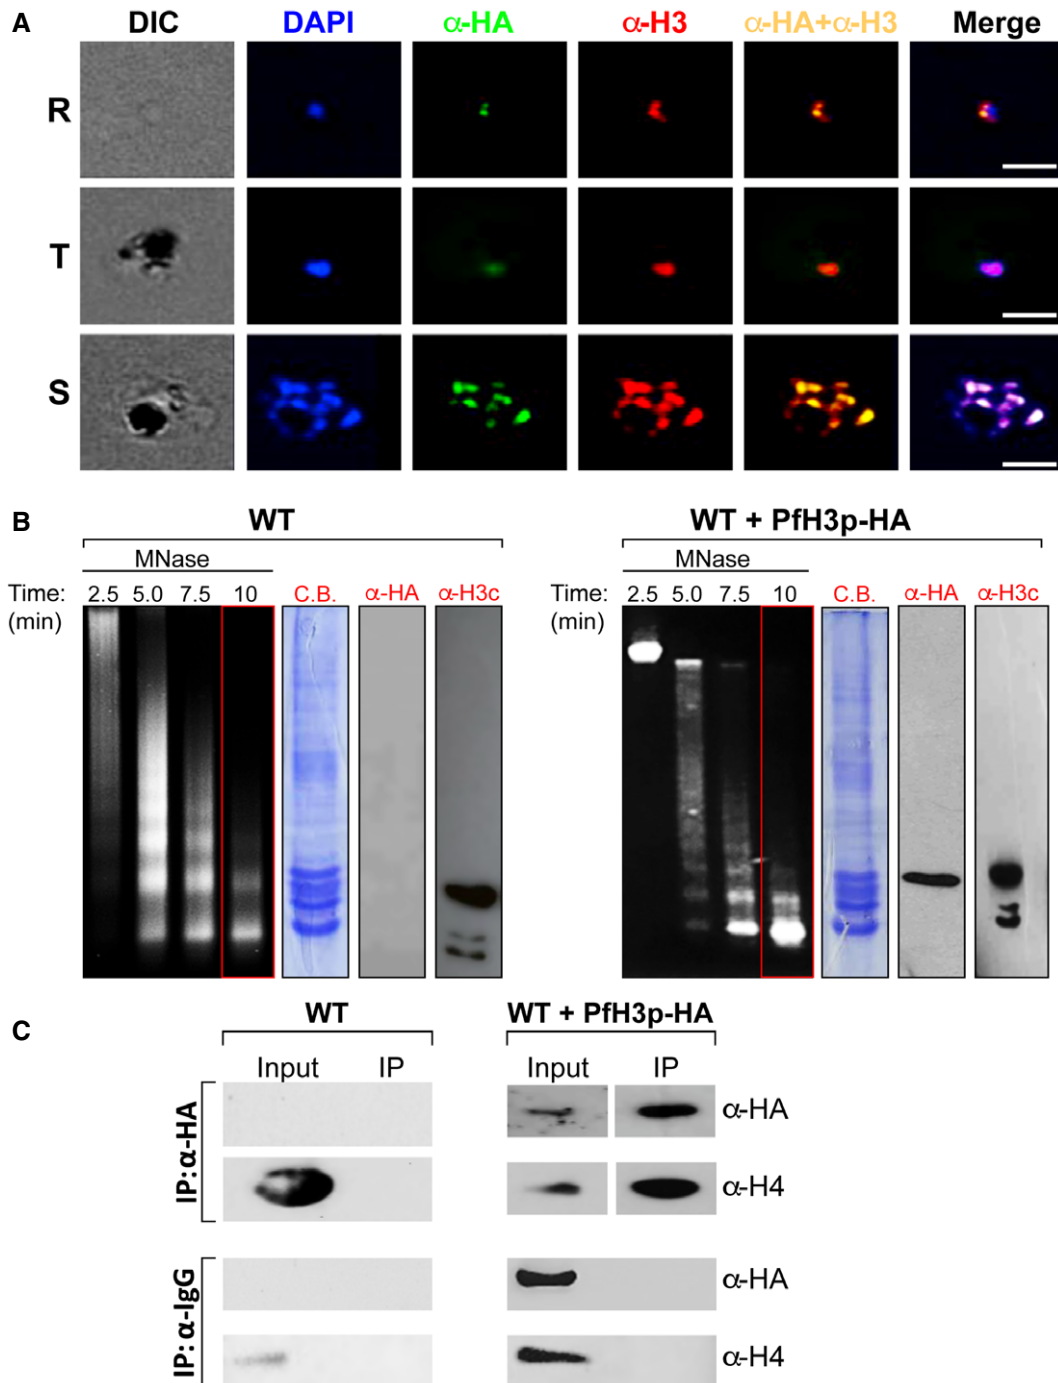 A
DIC DAPI α-HA α-H3 α-HA+α-H3 Merge
R
T
S
B
WT
MNase
Time: 2.5 5.0 7.5 10 C.B. α-HA α-H3c
(min)
WT + PfH3p-HA
MNase
Time: 2.5 5.0 7.5 10 C.B. α-HA α-H3c
(min)
C
WT
WT + PfH3p-HA
Input IP
Input IP
IP:α-HA
α-HA
α-H4
IP:α-IgG
α-HA
α-H4